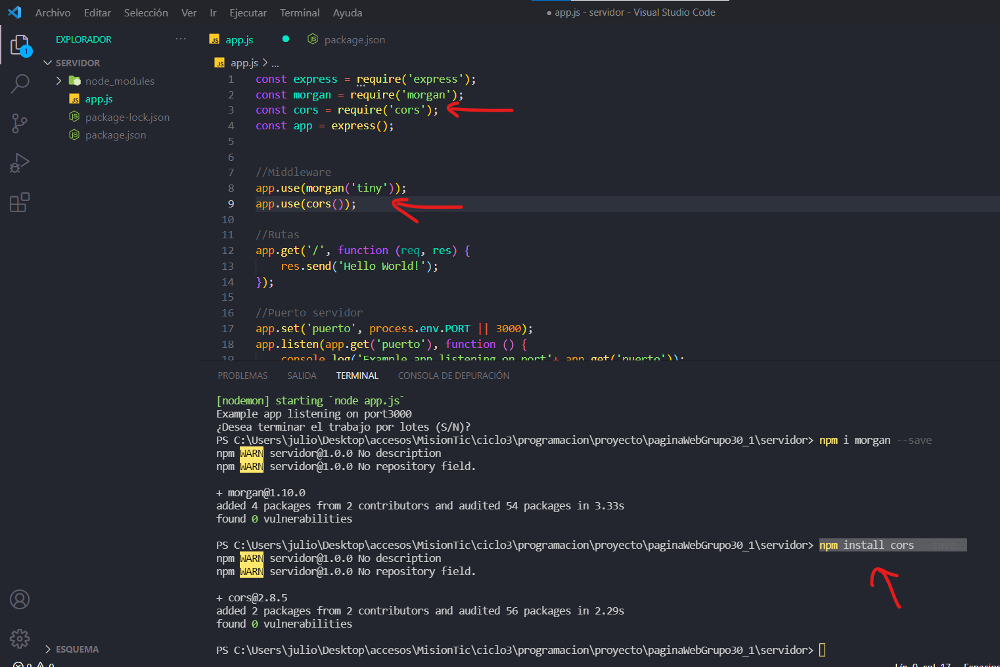 Archivo Editar Selección Ver Ir Ejecutar Terminal Ayuda
● app.js - servidor - Visual Studio Code
EXPLORADOR ···
1
SERVIDOR
node_modules
JS app.js
package-lock.json
package.json
JS app.js ●
package.json
JS app.js > ...
1 const express = require('express');
2 const morgan = require('morgan');
3 const cors = require('cors');
4 const app = express();
5
6
7 //Middleware
8 app.use(morgan('tiny'));
9 app.use(cors());
10
11 //Rutas
12 app.get('/', function (req, res) {
13 res.send('Hello World!');
14 });
15
16 //Puerto servidor
17 app.set('puerto', process.env.PORT || 3000);
18 app.listen(app.get('puerto'), function () {
19 console.log('Example app listening on port'+ app.get('puerto'));
PROBLEMAS SALIDA TERMINAL CONSOLA DE DEPURACIÓN
[nodemon] starting `node app.js`
Example app listening on port3000
¿Desea terminar el trabajo por lotes (S/N)?
PS C:\Users\julio\Desktop\accesos\MisionTic\ciclo3\programacion\proyecto\paginaWebGrupo30_1\servidor> npm i morgan --save
npm WARN servidor@1.0.0 No description
npm WARN servidor@1.0.0 No repository field.
+ morgan@1.10.0
added 4 packages from 2 contributors and audited 54 packages in 3.33s
found 0 vulnerabilities
PS C:\Users\julio\Desktop\accesos\MisionTic\ciclo3\programacion\proyecto\paginaWebGrupo30_1\servidor> npm install cors --save
npm WARN servidor@1.0.0 No description
npm WARN servidor@1.0.0 No repository field.
+ cors@2.8.5
added 2 packages from 2 contributors and audited 56 packages in 2.29s
found 0 vulnerabilities
PS C:\Users\julio\Desktop\accesos\MisionTic\ciclo3\programacion\proyecto\paginaWebGrupo30_1\servidor>
ESQUEMA
0 0
Lín. 9, col. 17 Espacios